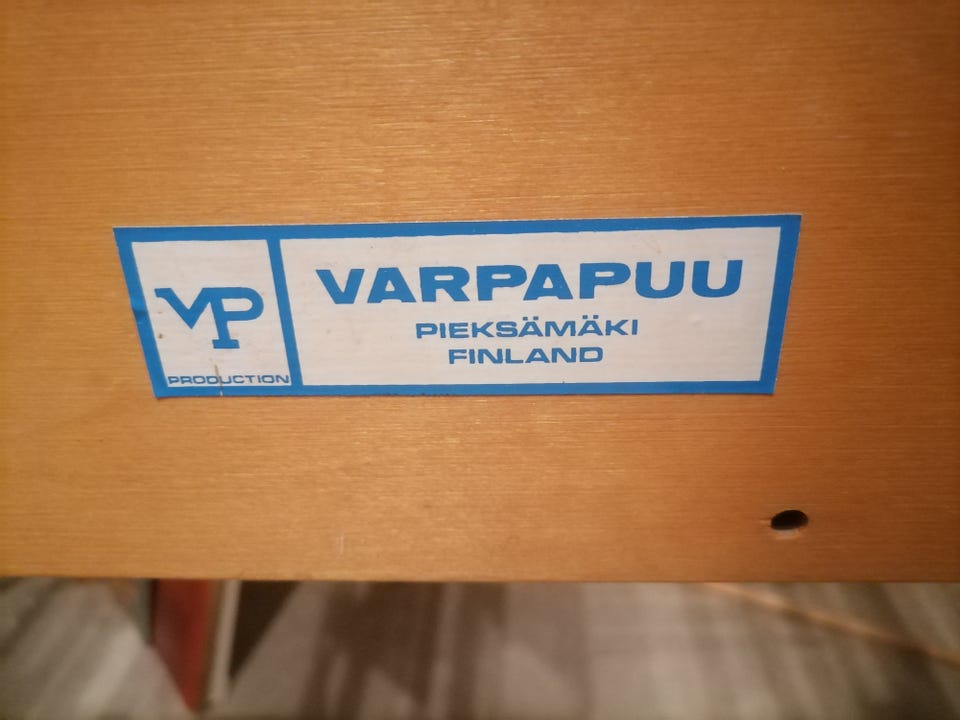 VP
PRODUCTION
VARPAPUU
PIEKSÄMÄKI
FINLAND